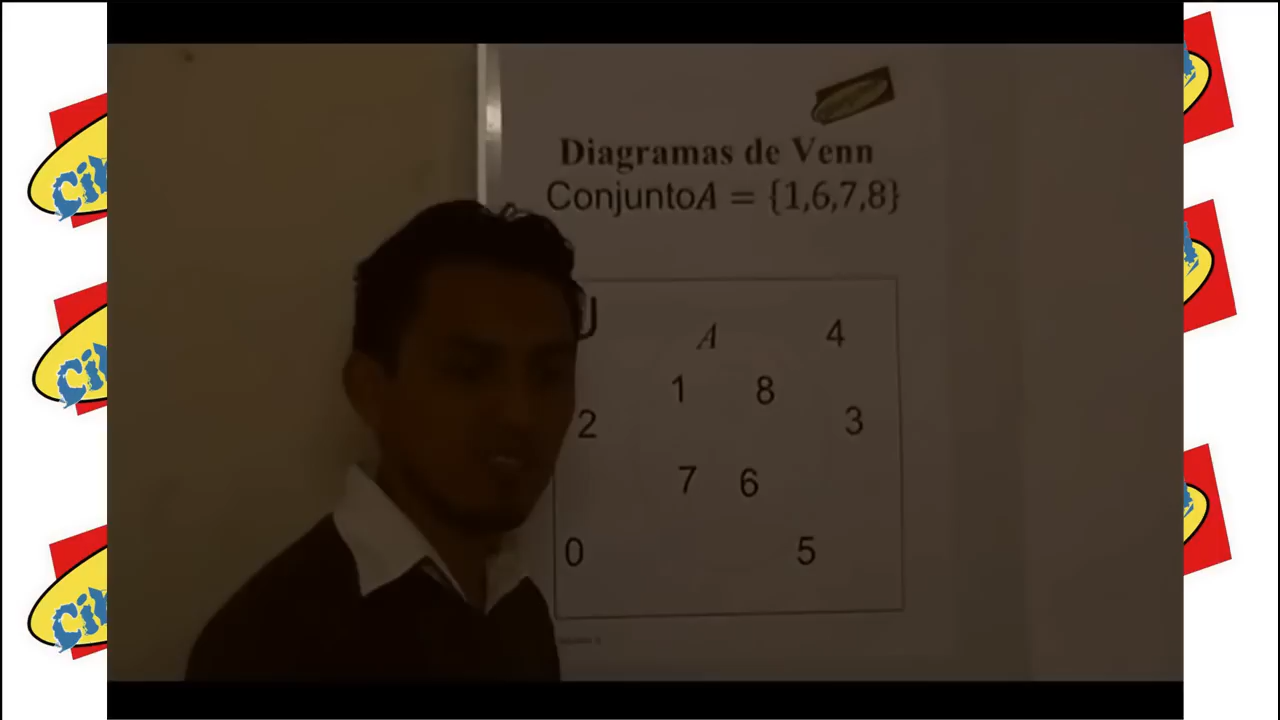 Diagramas de Venn
ConjuntoA = {1,6,7,8}
U
A 4
1 8
2 3
7 6
0 5